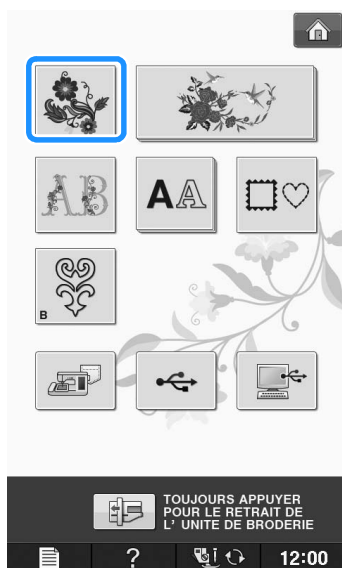 AB
AA
B
TOUJOURS APPUYER
POUR LE RETRAIT DE
L' UNITE DE BRODERIE
?
12:00